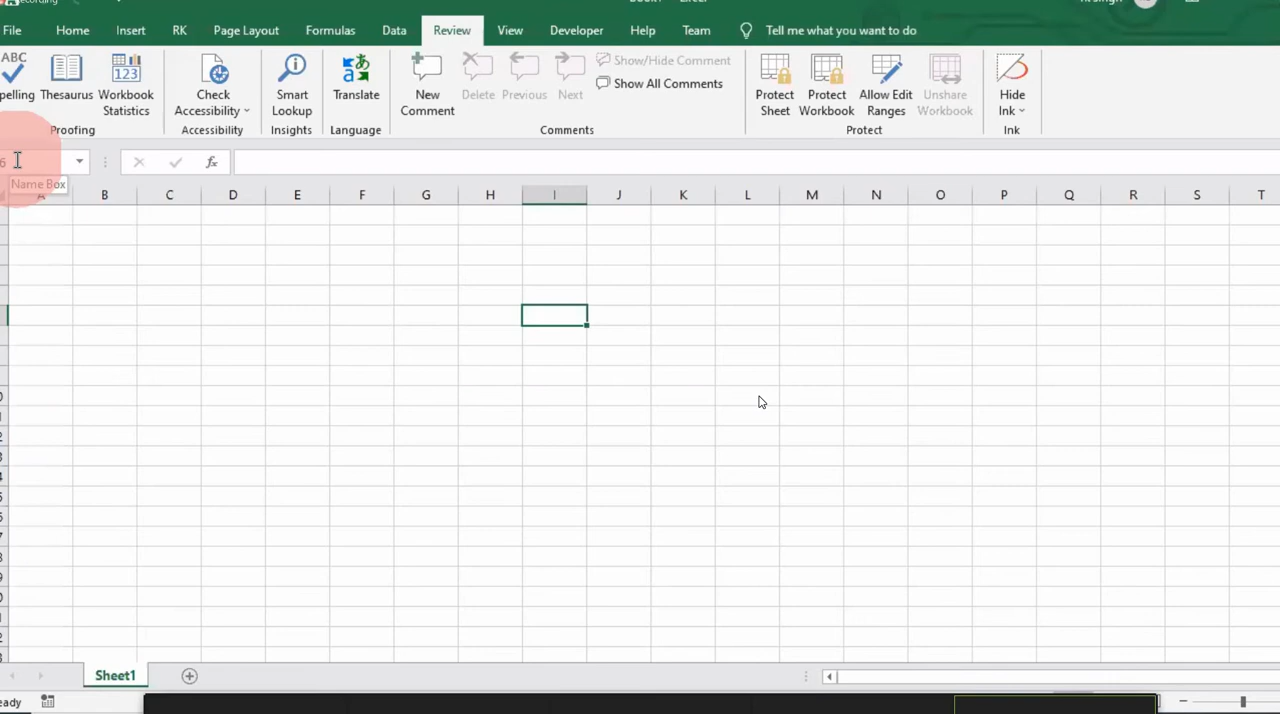 File Home Insert RK Page Layout Formulas Data Review View Developer Help Team Tell me what you want to do
ABC
123
Show/Hide Comment
Show All Comments
Thesaurus Workbook Statistics
Check Accessibility
Smart Lookup
Translate
New Comment
Delete Previous Next
Protect Sheet
Protect Workbook
Allow Edit Ranges
Unshare Workbook
Hide Ink
Proofing Accessibility Insights Language Comments Protect Ink
fx
Name Box
A B C D E F G H I J K L M N O P Q R S T
Sheet1